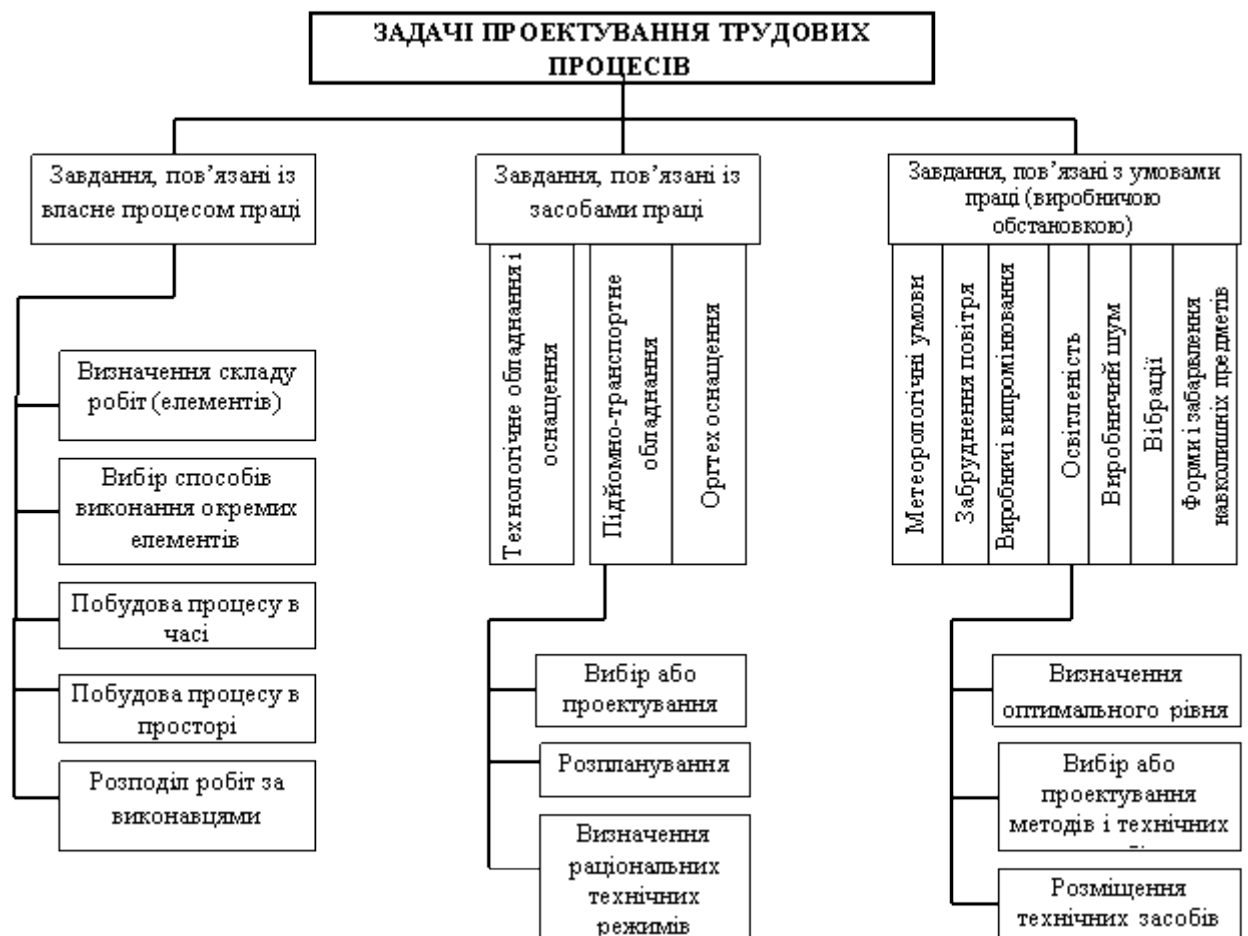 ЗАДАЧІ ПРОЕКТУВАННЯ ТРУДОВИХ
ПРОЦЕСІВ
Завдання, пов’язані із
власне процесом праці
Визначення складу
робіт (елементів)
Вибір способів
виконання окремих
елементів
Побудова процесу в
часі
Побудова процесу в
просторі
Розподіл робіт за
виконавцями
Завдання, пов’язані із
засобами праці
Технологічне обладнання і
оснащення
Підйомно-транспортне
обладнання
Оргтех оснащення
Вибір або
проектування
Розпланування
Визначення
раціональних
технічних
режимів
Завдання, пов’язані з умовами
праці (виробничою
обстановкою)
Метеорологічні умови
Забруднення повітря
Виробничі випромінювання
Освітленість
Виробничий шум
Вібрації
Форми і забарвлення
навколишніх предметів
Визначення
оптимального рівня
Вибір або
проектування
методів і технічних
Розміщення
технічних засобів